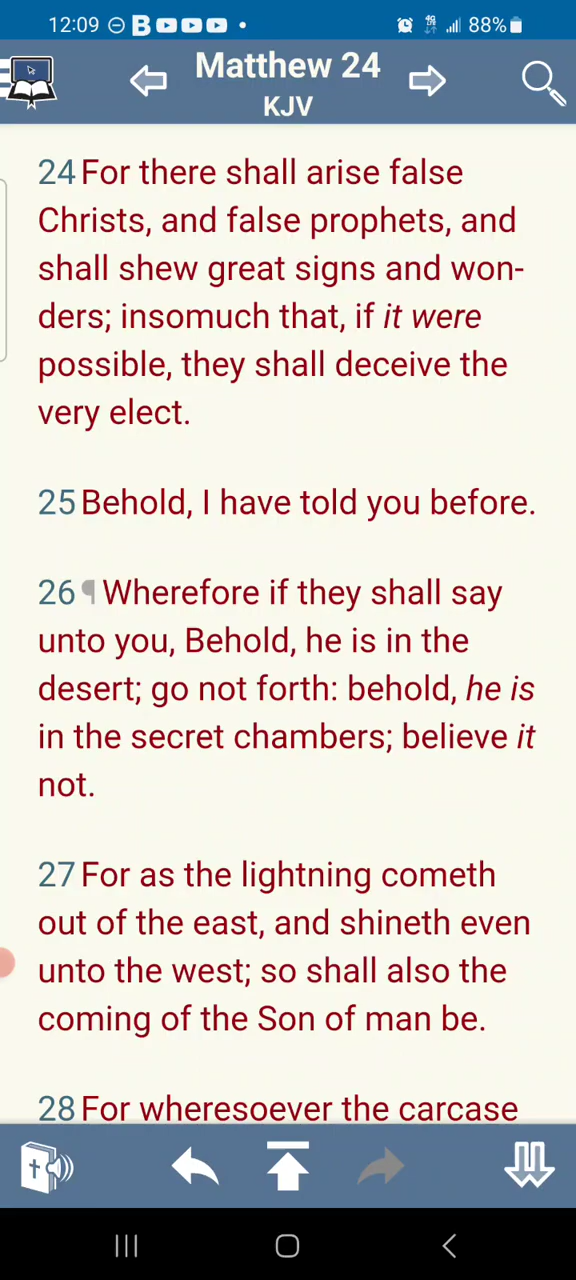 12:09 B 4G 88%
Matthew 24
KJV
24 For there shall arise false
Christs, and false prophets, and
shall shew great signs and won-
ders; insomuch that, if it were
possible, they shall deceive the
very elect.
25 Behold, I have told you before.
26 ¶ Wherefore if they shall say
unto you, Behold, he is in the
desert; go not forth: behold, he is
in the secret chambers; believe it
not.
27 For as the lightning cometh
out of the east, and shineth even
unto the west; so shall also the
coming of the Son of man be.
28 For wheresoever the carcase